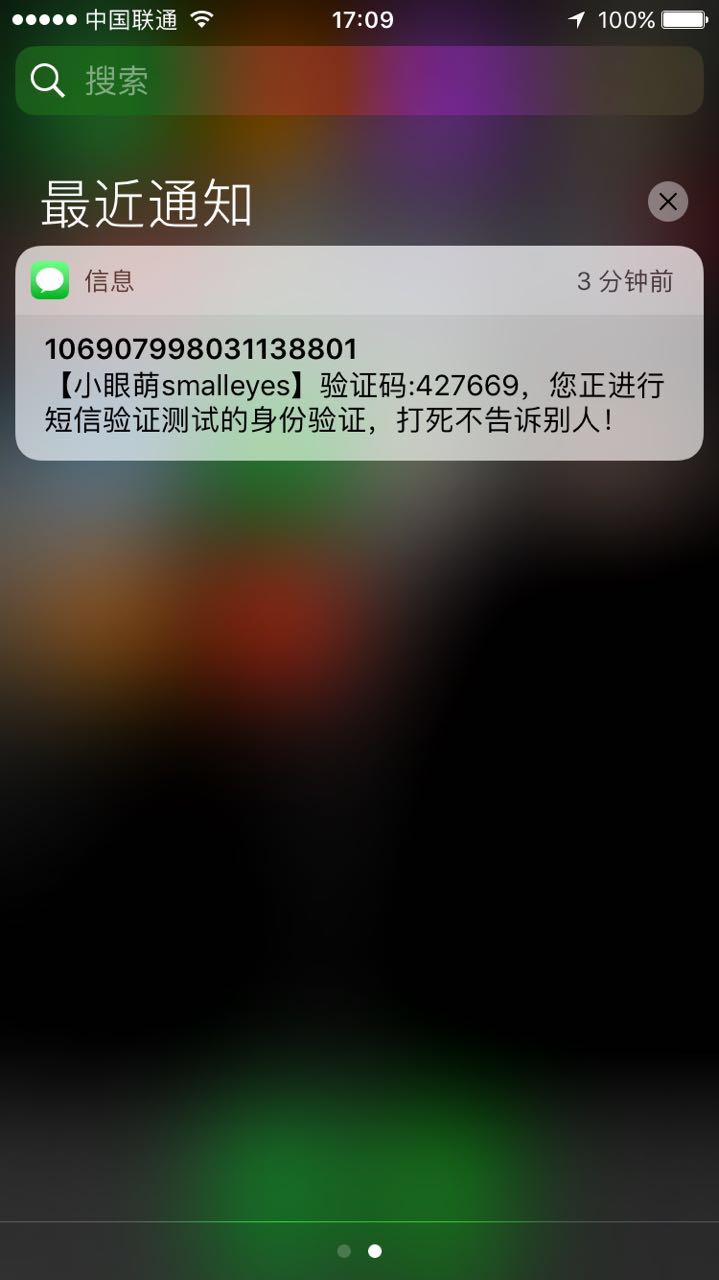 中国联通 17:09 100%
搜索
最近通知
信息 3 分钟前
106907998031138801
【小眼萌smalleyes】验证码:427669，您正进行
短信验证测试的身份验证，打死不告诉别人！